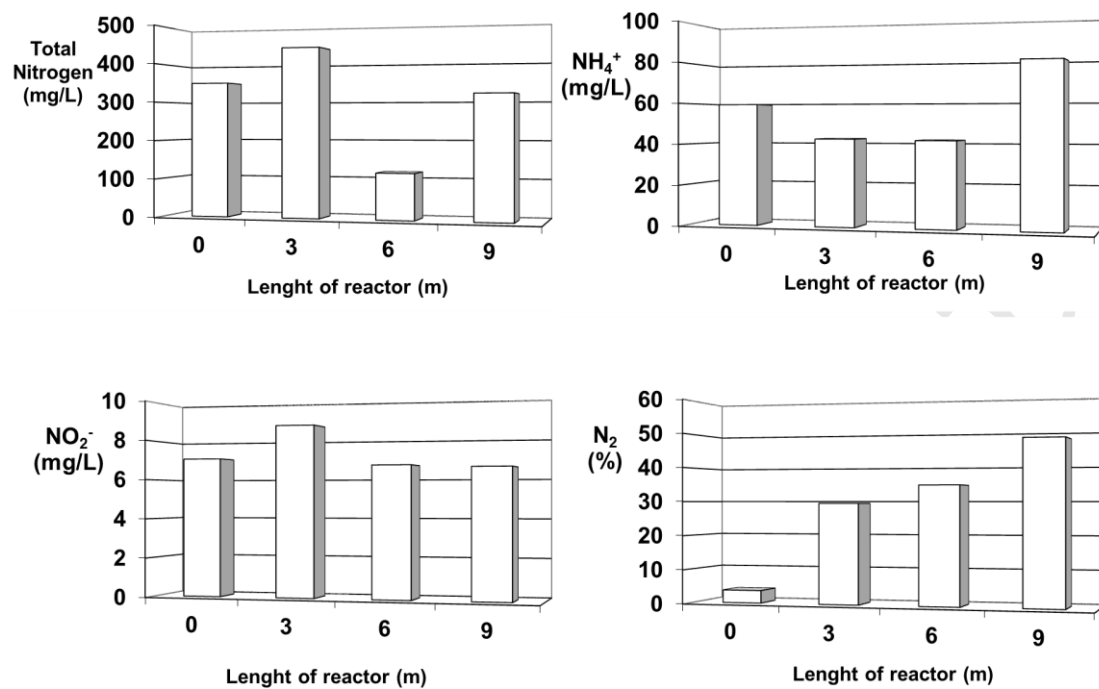 Total
Nitrogen
(mg/L)
500
400
300
200
100
0
0 3 6 9
Lenght of reactor (m)
NH₄⁺
(mg/L)
100
80
60
40
20
0
0 3 6 9
Lenght of reactor (m)
NO₂⁻
(mg/L)
10
8
6
4
2
0
0 3 6 9
Lenght of reactor (m)
N₂
(%)
60
50
40
30
20
10
0
0 3 6 9
Lenght of reactor (m)